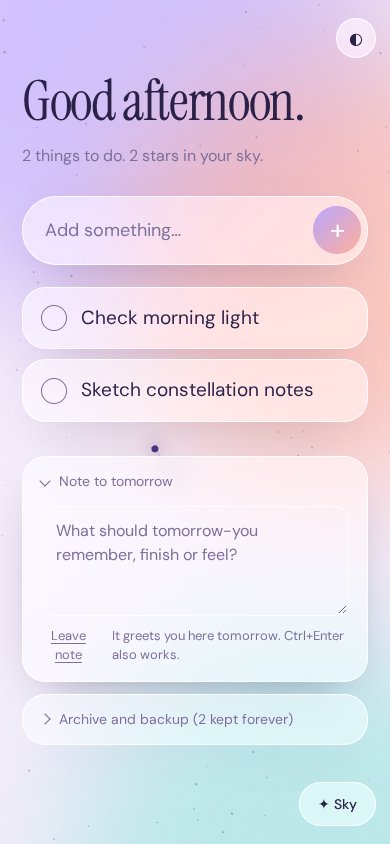 Good afternoon.
2 things to do. 2 stars in your sky.
Add something...
+
Check morning light
Sketch constellation notes
Note to tomorrow
What should tomorrow-you
remember, finish or feel?
Leave
note
It greets you here tomorrow. Ctrl+Enter
also works.
Archive and backup (2 kept forever)
✦ Sky